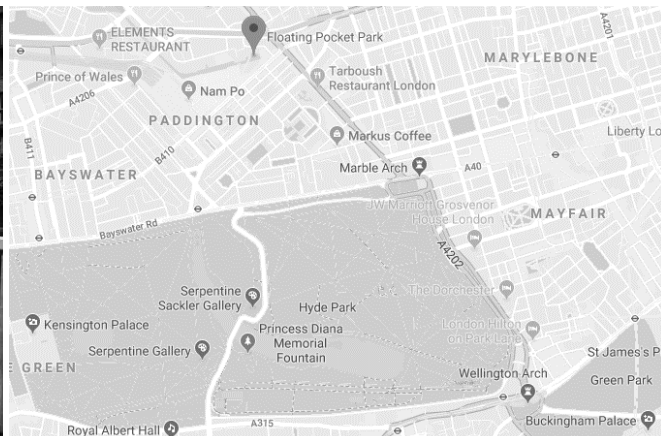 ELEMENTS
RESTAURANT
Floating Pocket Park
MARYLEBONE
A4201
Prince of Wales
Tarboush
Restaurant London
A4206
Nam Po
PADDINGTON
Markus Coffee
Liberty Lo
B411
B410
Marble Arch
A40
BAYSWATER
JW Marriott Grosvenor
House London
MAYFAIR
Bayswater Rd
A4202
Serpentine
Sackler Gallery
The Dorchester
Hyde Park
Kensington Palace
Princess Diana
Memorial
Fountain
London Hilton
on Park Lane
Serpentine Gallery
St James's P
GREEN
Wellington Arch
Green Park
A315
Royal Albert Hall
Buckingham Palace